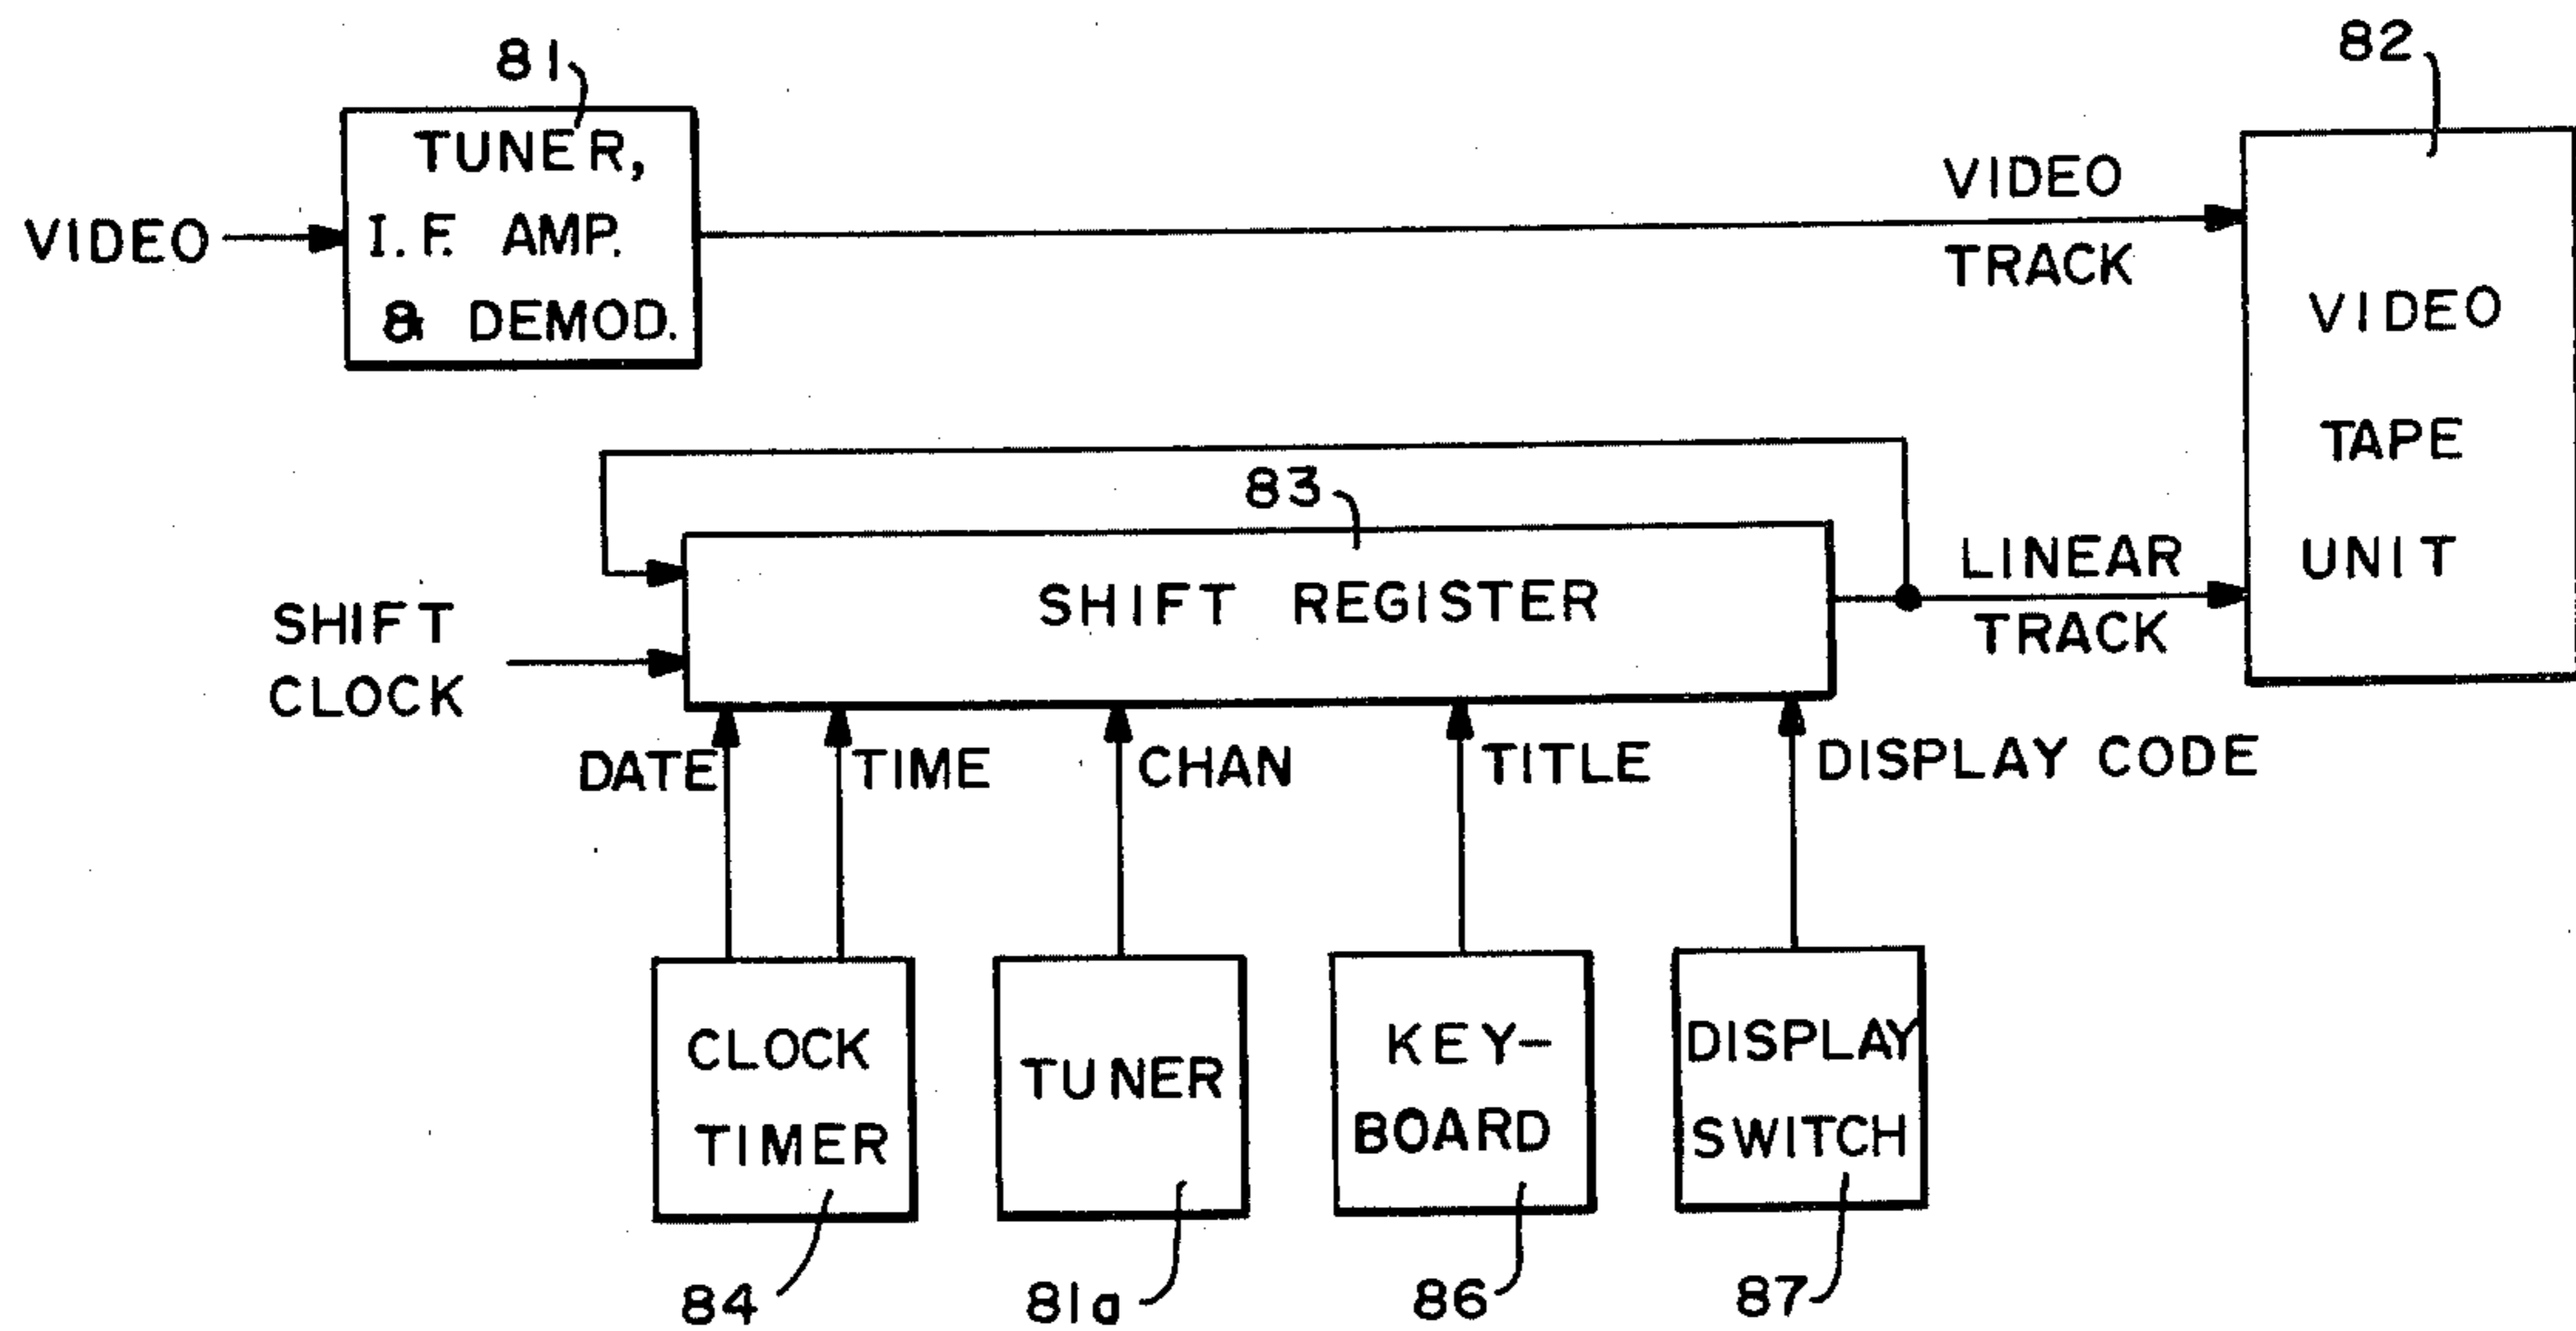 81
82
TUNER,
I.F. AMP.
& DEMOD.
VIDEO
VIDEO
TRACK
VIDEO
TAPE
UNIT
83
SHIFT REGISTER
LINEAR
TRACK
SHIFT
CLOCK
DATE
TIME
CHAN
TITLE
DISPLAY CODE
CLOCK
TIMER
TUNER
KEY-
BOARD
DISPLAY
SWITCH
84
81a
86
87